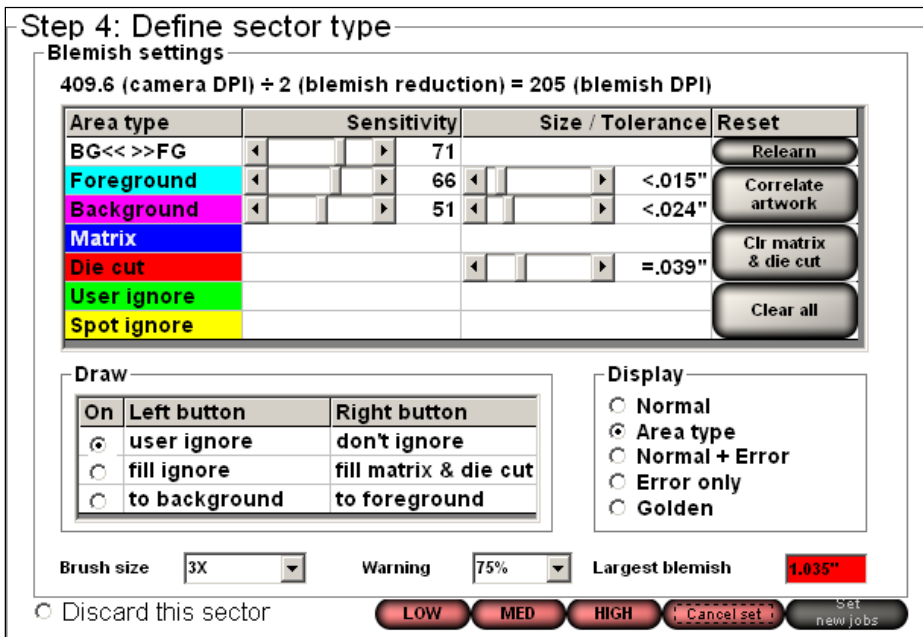 Step 4: Define sector type
Blemish settings
409.6 (camera DPI) ÷ 2 (blemish reduction) = 205 (blemish DPI)
Area type Sensitivity Size / Tolerance Reset
BG<< >>FG 71 Relearn
Foreground 66 <.015" Correlate artwork
Background 51 <.024"
Matrix Clr matrix & die cut
Die cut =.039"
User ignore Clear all
Spot ignore
Draw
On Left button Right button
user ignore don't ignore
fill ignore fill matrix & die cut
to background to foreground
Display
Normal
Area type
Normal + Error
Error only
Golden
Brush size 3X Warning 75% Largest blemish 1.035"
Discard this sector LOW MED HIGH Cancel set Set new jobs